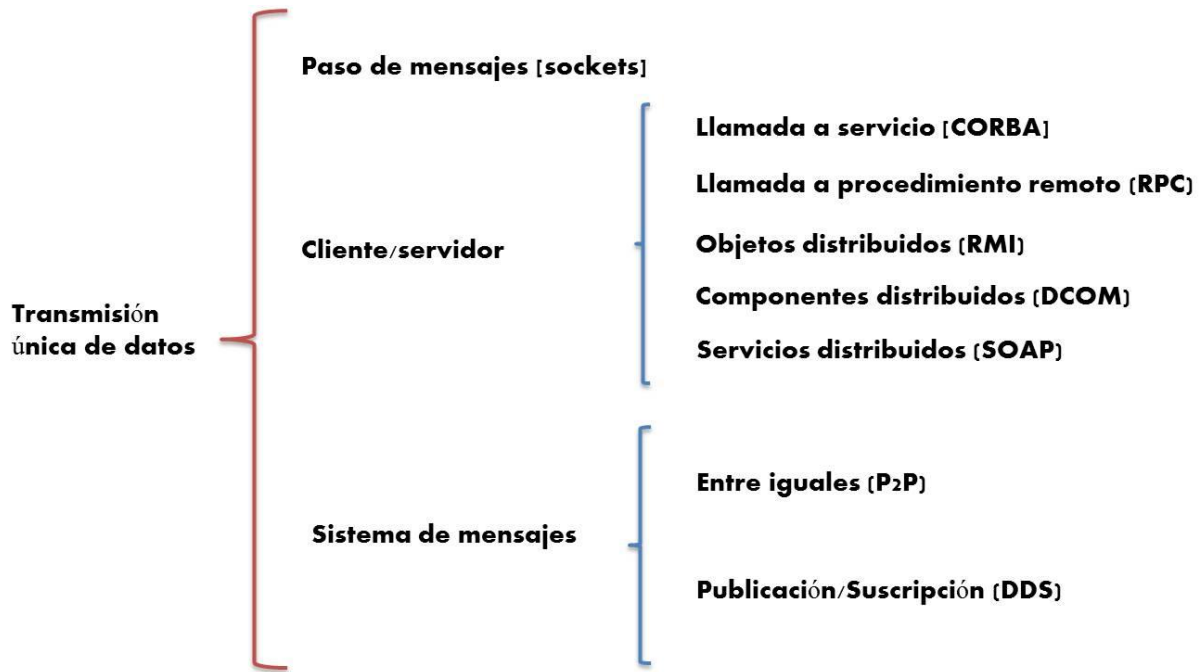 Transmisión
única de datos
Paso de mensajes [sockets]
Cliente/servidor
Llamada a servicio [CORBA]
Llamada a procedimiento remoto (RPC)
Objetos distribuidos (RMI)
Componentes distribuidos (DCOM)
Servicios distribuidos (SOAP)
Sistema de mensajes
Entre iguales (P2P)
Publicación/Suscripción (DDS)